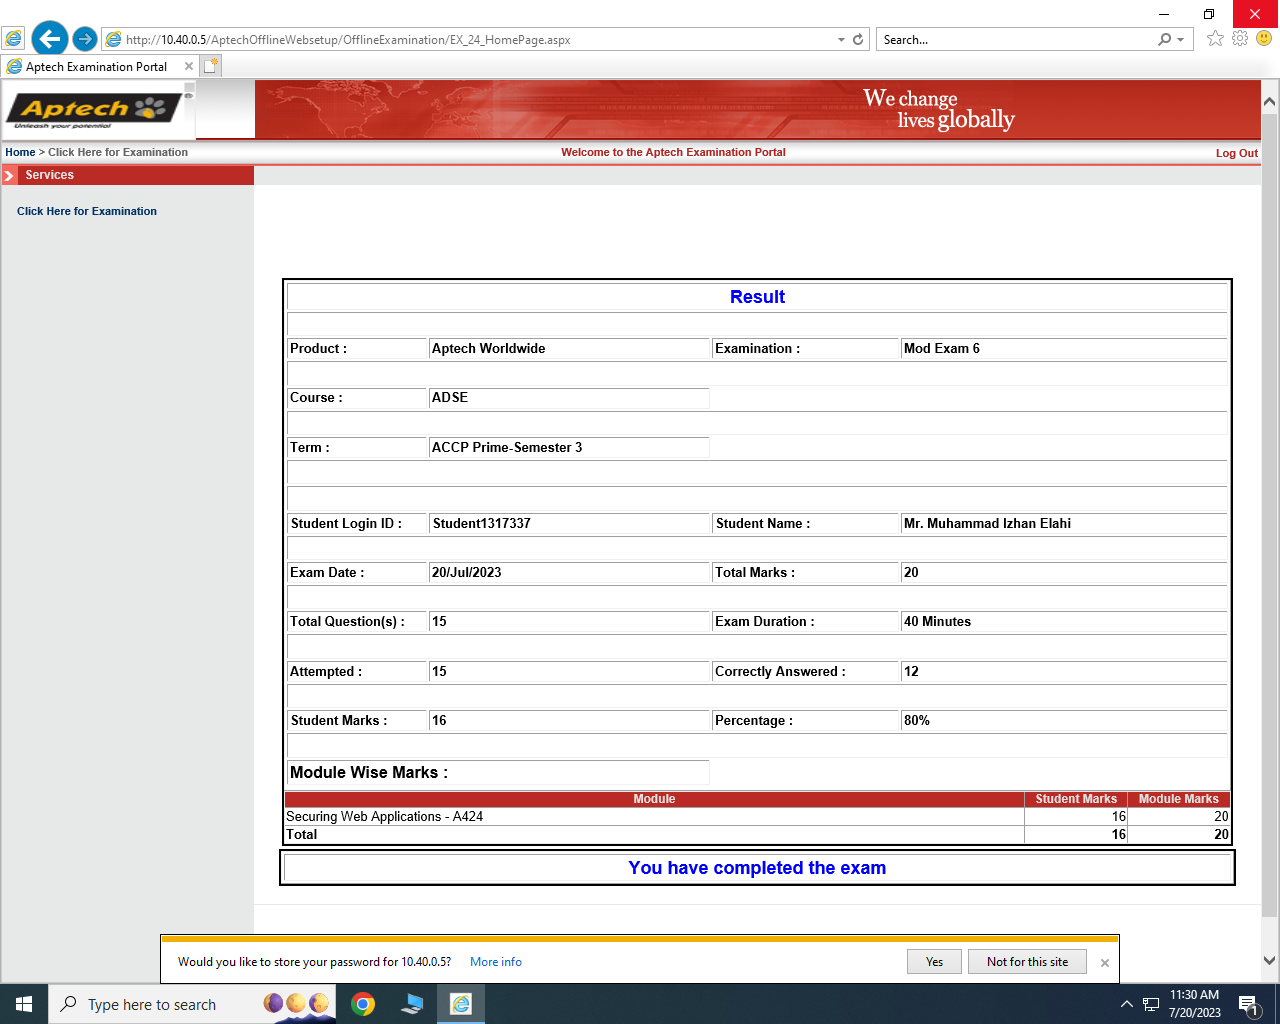 http://10.40.0.5/AptechOfflineWebsetup/OfflineExamination/EX_24_HomePage.aspx
Search...
Aptech Examination Portal
Aptech
Unleash your potential
We change
lives globally
Home > Click Here for Examination
Welcome to the Aptech Examination Portal
Log Out
Services
Click Here for Examination
Result
Product : Aptech Worldwide Examination : Mod Exam 6
Course : ADSE
Term : ACCP Prime-Semester 3
Student Login ID : Student1317337 Student Name : Mr. Muhammad Izhan Elahi
Exam Date : 20/Jul/2023 Total Marks : 20
Total Question(s) : 15 Exam Duration : 40 Minutes
Attempted : 15 Correctly Answered : 12
Student Marks : 16 Percentage : 80%
Module Wise Marks :
Module Student Marks Module Marks
Securing Web Applications - A424 16 20
Total 16 20
You have completed the exam
Would you like to store your password for 10.40.0.5? More info Yes Not for this site
Type here to search
11:30 AM
7/20/2023
1